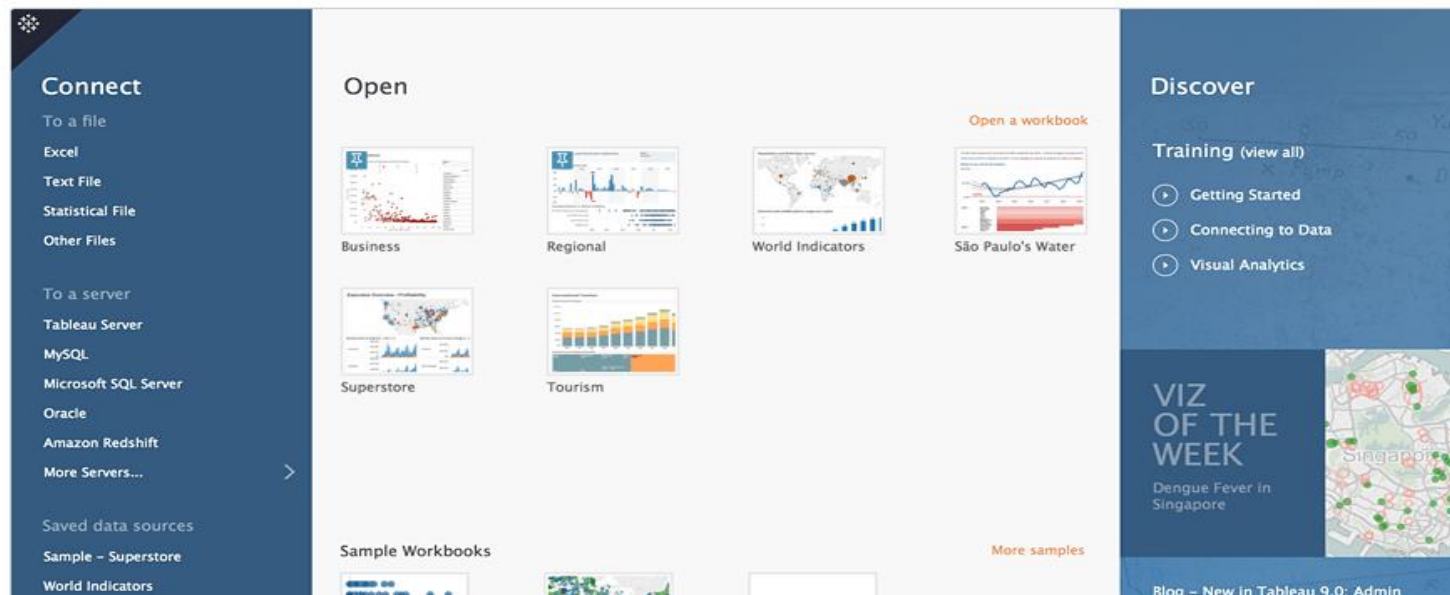 Connect
To a file
Excel
Text File
Statistical File
Other Files
To a server
Tableau Server
MySQL
Microsoft SQL Server
Oracle
Amazon Redshift
More Servers...
Saved data sources
Sample – Superstore
World Indicators
Open
Open a workbook
Business
Regional
World Indicators
São Paulo's Water
Superstore
Tourism
Sample Workbooks
More samples
Discover
Training (view all)
Getting Started
Connecting to Data
Visual Analytics
VIZ
OF THE
WEEK
Dengue Fever in
Singapore
Blog – New in Tableau 9.0: Admin